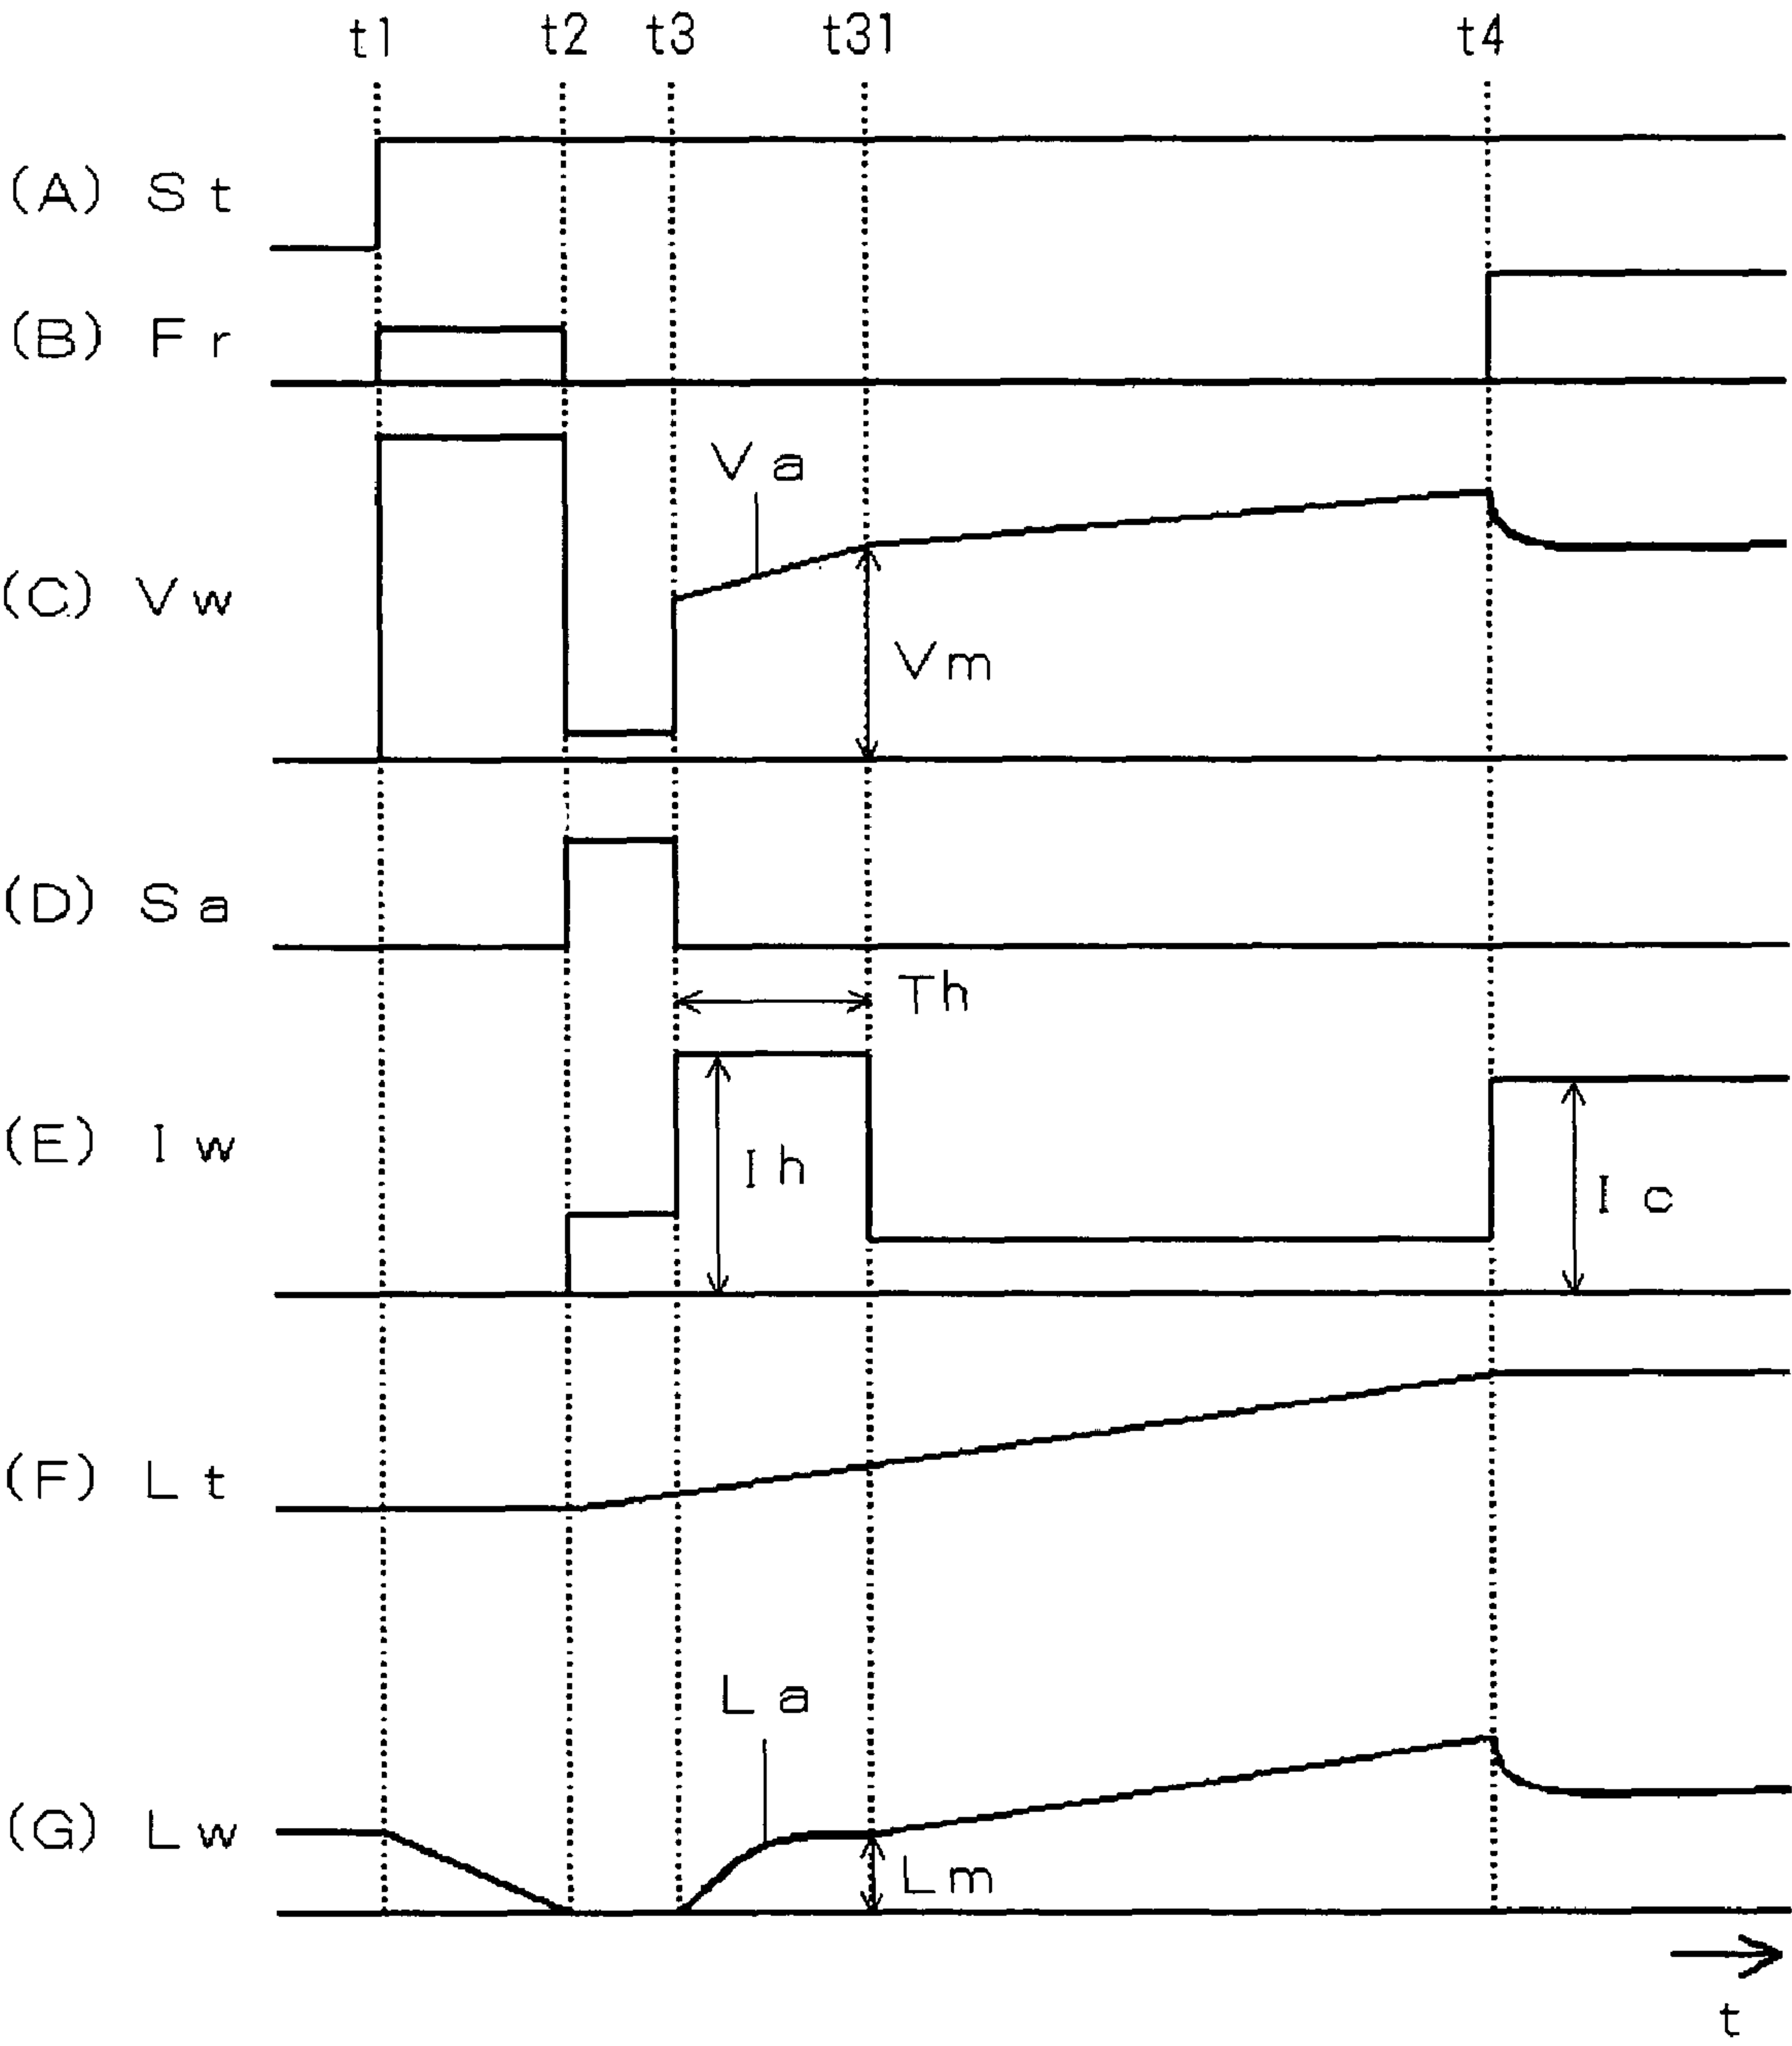 t1 t2 t3 t31 t4
(A) St
(B) Fr
Va
(C) Vw
Vm
(D) Sa
Th
(E) Iw
Ih
Ic
(F) Lt
La
(G) Lw
Lm
t